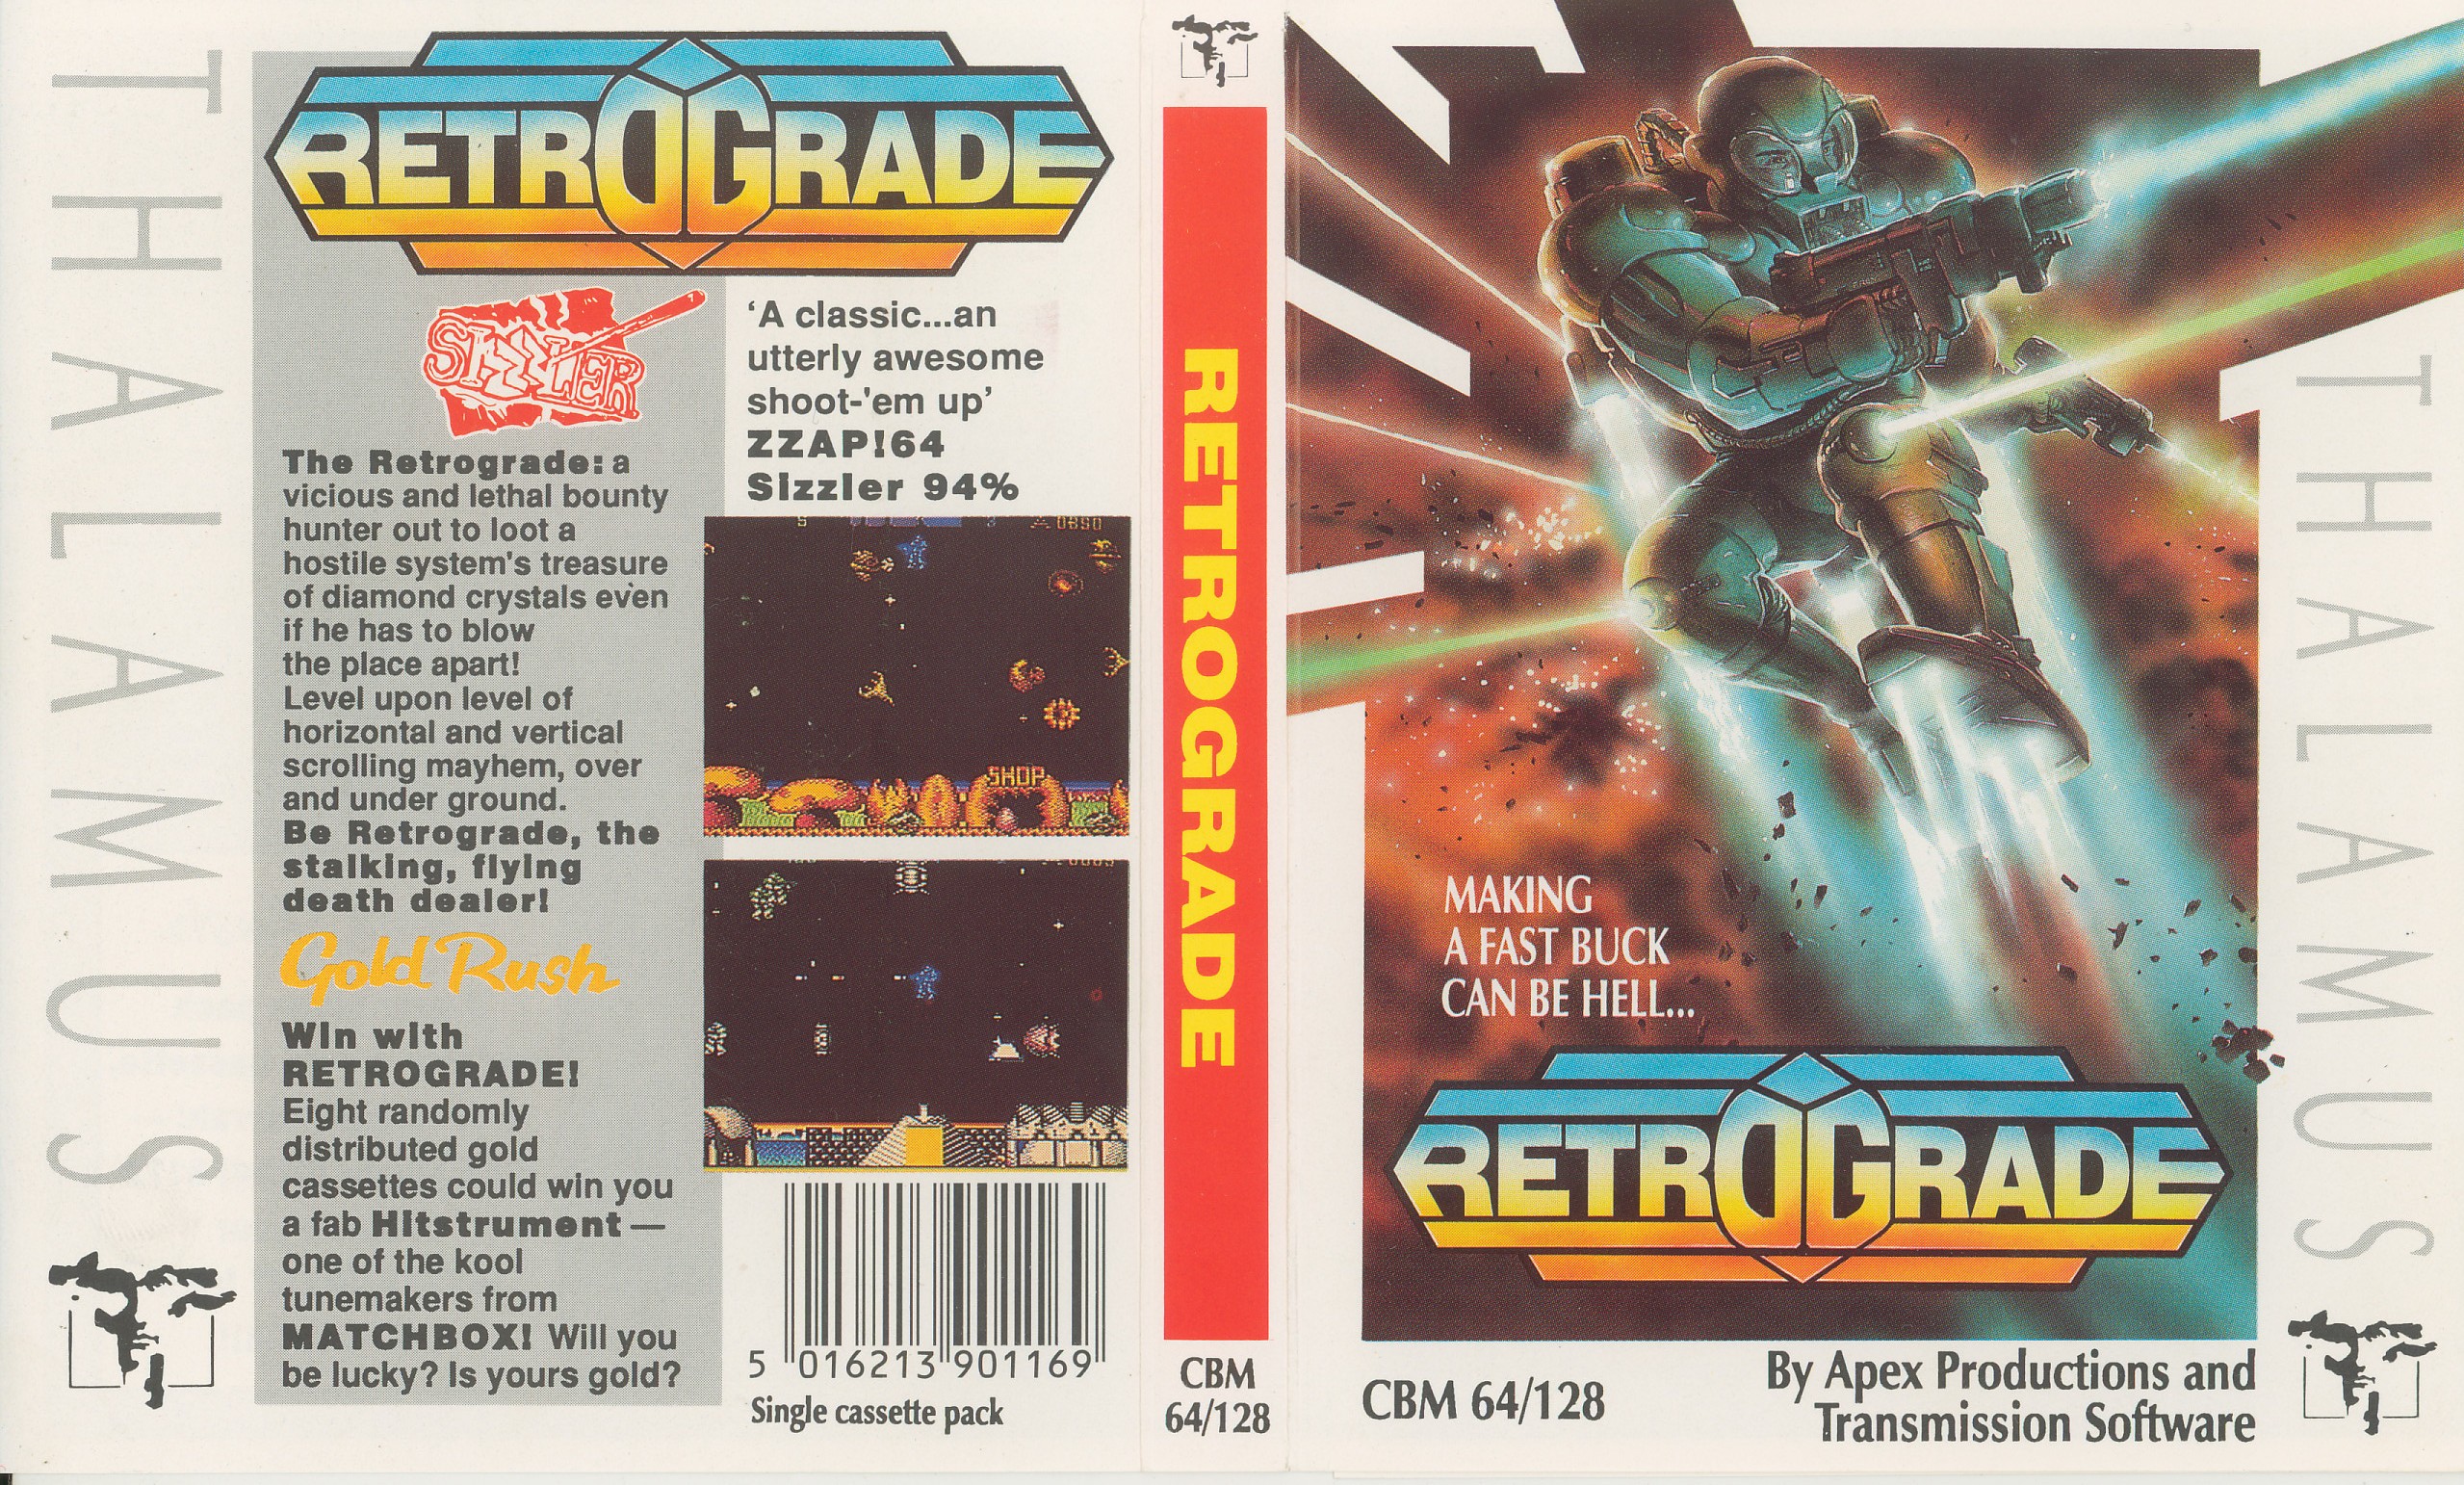 THALAMUS
RETROGRADE
SIZZLER
The Retrograde: a
vicious and lethal bounty
hunter out to loot a
hostile system's treasure
of diamond crystals even
if he has to blow
the place apart!
Level upon level of
horizontal and vertical
scrolling mayhem, over
and under ground.
Be Retrograde, the
stalking, flying
death dealer!
Gold Rush
Win with
RETROGRADE!
Eight randomly
distributed gold
cassettes could win you
a fab Hitstrument —
one of the kool
tunemakers from
MATCHBOX! Will you
be lucky? Is yours gold?
‘A classic...an
utterly awesome
shoot-'em up’
ZZAP!64
Sizzler 94%
0850
SHOP
5 016213 901169
Single cassette pack
RETROGRADE
CBM
64/128
MAKING
A FAST BUCK
CAN BE HELL...
RETROGRADE
CBM 64/128
By Apex Productions and
Transmission Software
THALAMUS